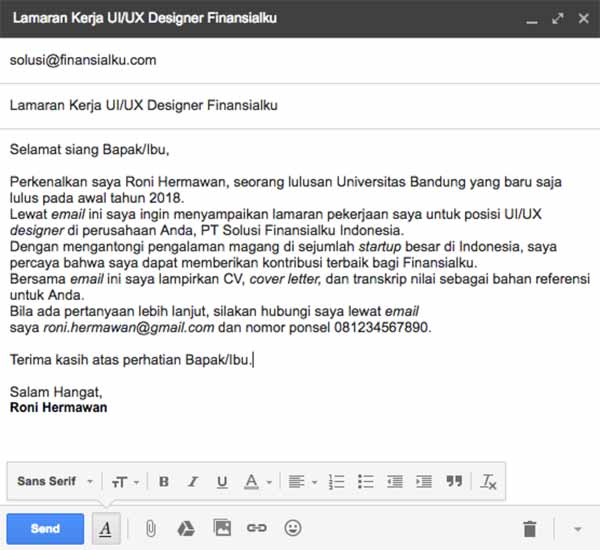 Lamaran Kerja UI/UX Designer Finansialku
solusi@finansialku.com
Lamaran Kerja UI/UX Designer Finansialku
Selamat siang Bapak/Ibu,
Perkenalkan saya Roni Hermawan, seorang lulusan Universitas Bandung yang baru saja
lulus pada awal tahun 2018.
Lewat email ini saya ingin menyampaikan lamaran pekerjaan saya untuk posisi UI/UX
designer di perusahaan Anda, PT Solusi Finansialku Indonesia.
Dengan mengantongi pengalaman magang di sejumlah startup besar di Indonesia, saya
percaya bahwa saya dapat memberikan kontribusi terbaik bagi Finansialku.
Bersama email ini saya lampirkan CV, cover letter, dan transkrip nilai sebagai bahan referensi
untuk Anda.
Bila ada pertanyaan lebih lanjut, silakan hubungi saya lewat email
saya roni.hermawan@gmail.com dan nomor ponsel 081234567890.
Terima kasih atas perhatian Bapak/Ibu.
Salam Hangat,
Roni Hermawan
Sans Serif
Send